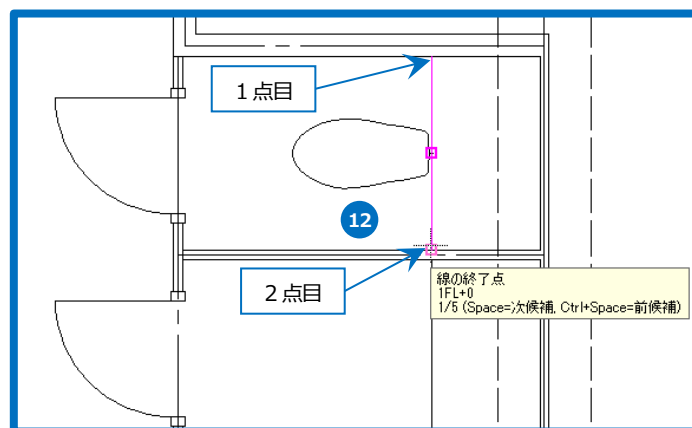 １点目
12
２点目
線の終了点
1FL+0
1/5 (Space=次候補, Ctrl+Space=前候補)